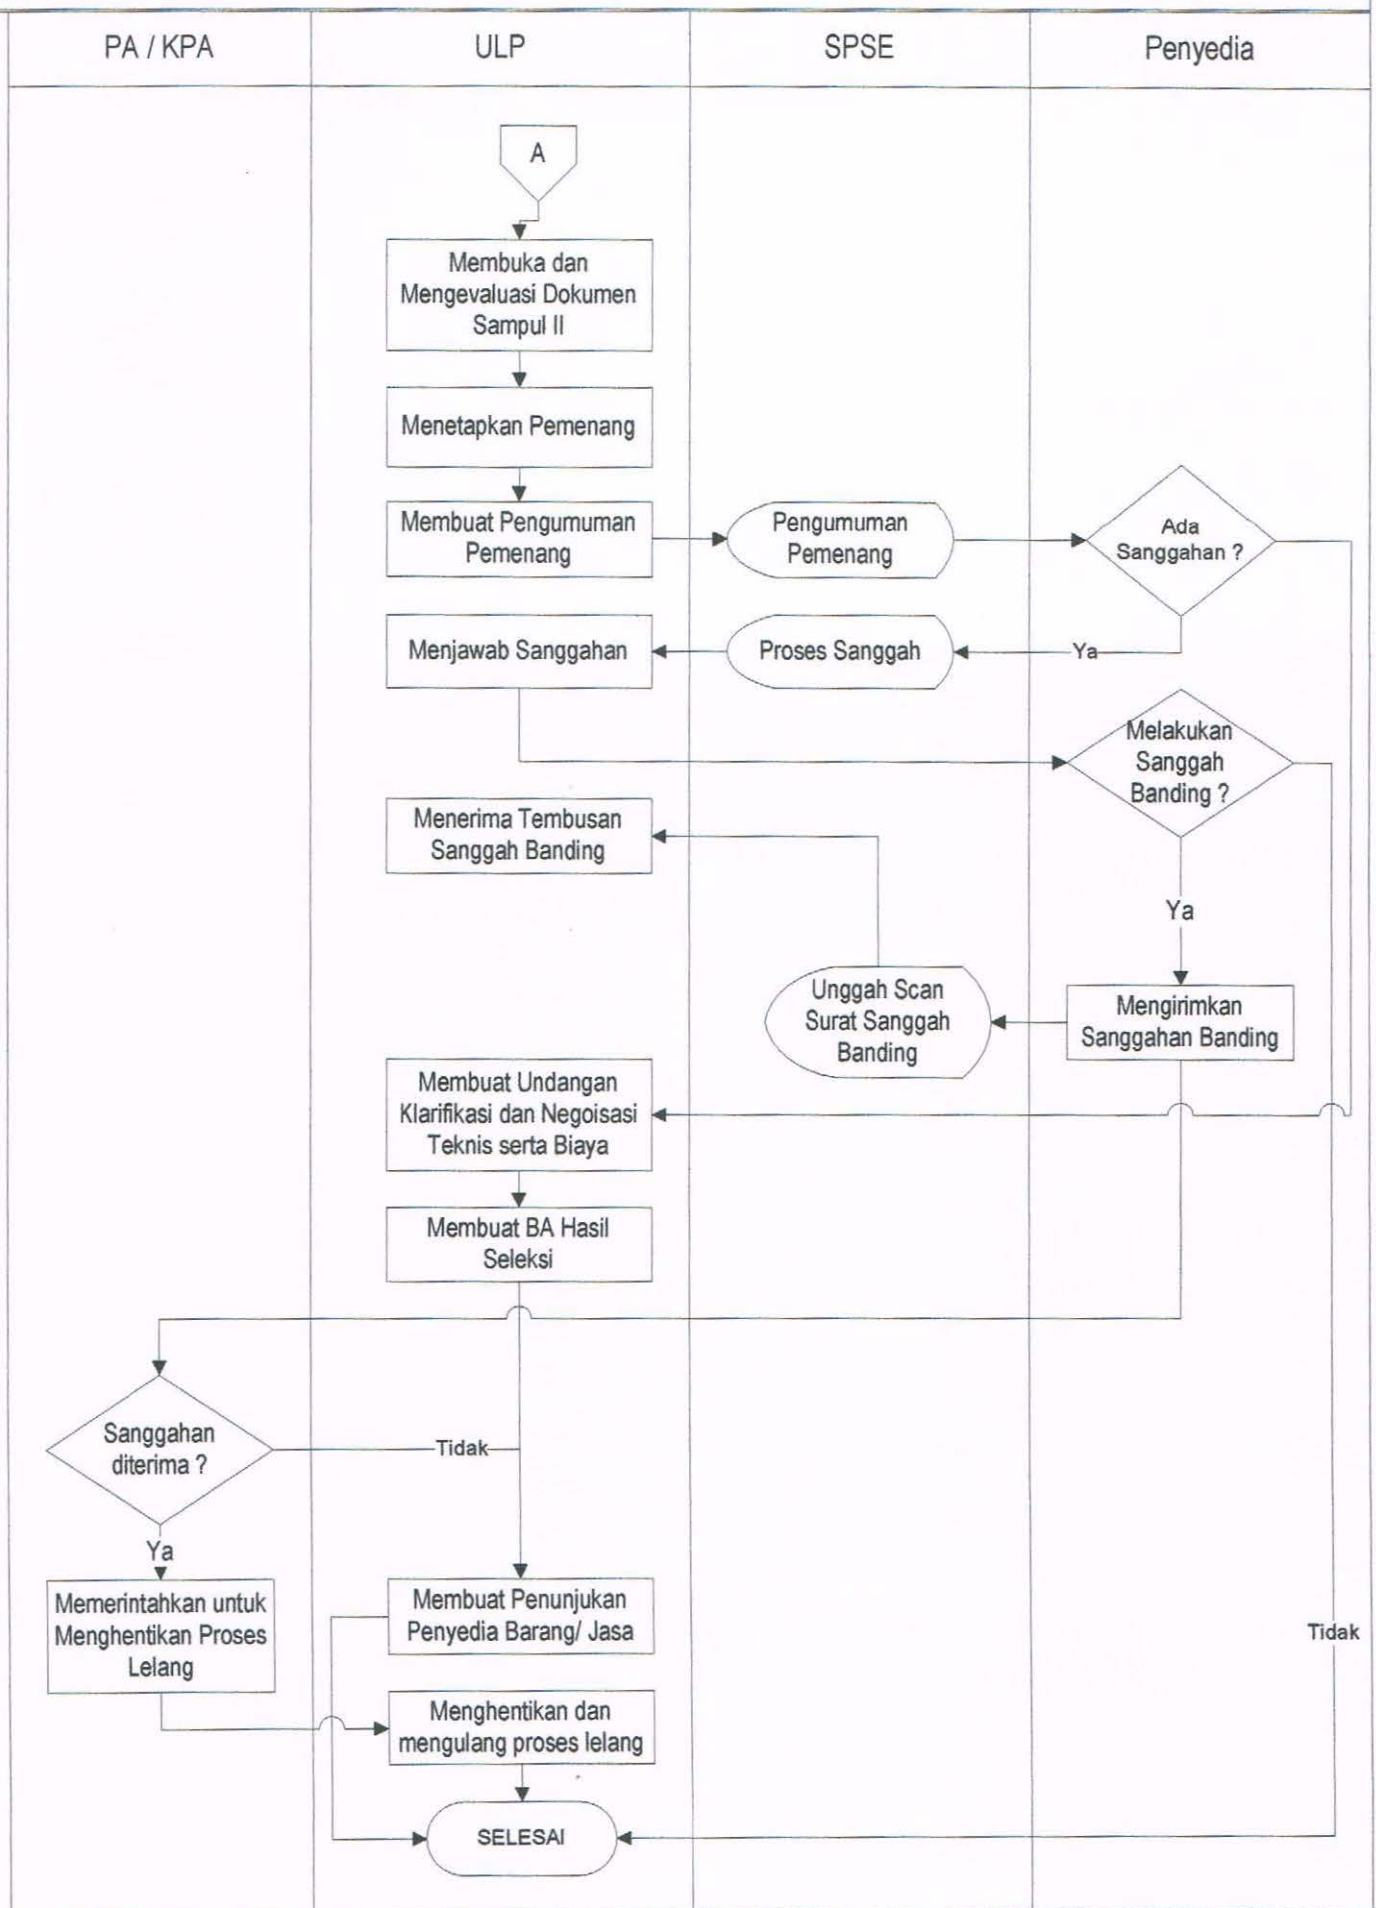 PA / KPA
ULP
SPSE
Penyedia
A
Membuka dan
Mengevaluasi Dokumen
Sampul II
Menetapkan Pemenang
Membuat Pengumuman
Pemenang
Pengumuman
Pemenang
Ada
Sanggahan ?
Menjawab Sanggahan
Proses Sanggah
Ya
Melakukan
Sanggah
Banding ?
Menerima Tembusan
Sanggah Banding
Ya
Unggah Scan
Surat Sanggah
Banding
Mengirimkan
Sanggahan Banding
Membuat Undangan
Klarifikasi dan Negoisasi
Teknis serta Biaya
Membuat BA Hasil
Seleksi
Sanggahan
diterima ?
Tidak
Ya
Memerintahkan untuk
Menghentikan Proses
Lelang
Membuat Penunjukan
Penyedia Barang/ Jasa
Tidak
Menghentikan dan
mengulang proses lelang
SELESAI